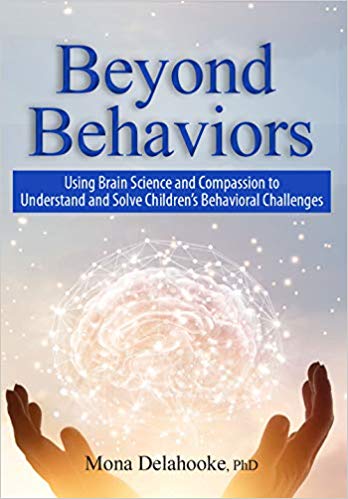 Beyond
Behaviors
Using Brain Science and Compassion to
Understand and Solve Children's Behavioral Challenges
Mona Delahooke, PhD